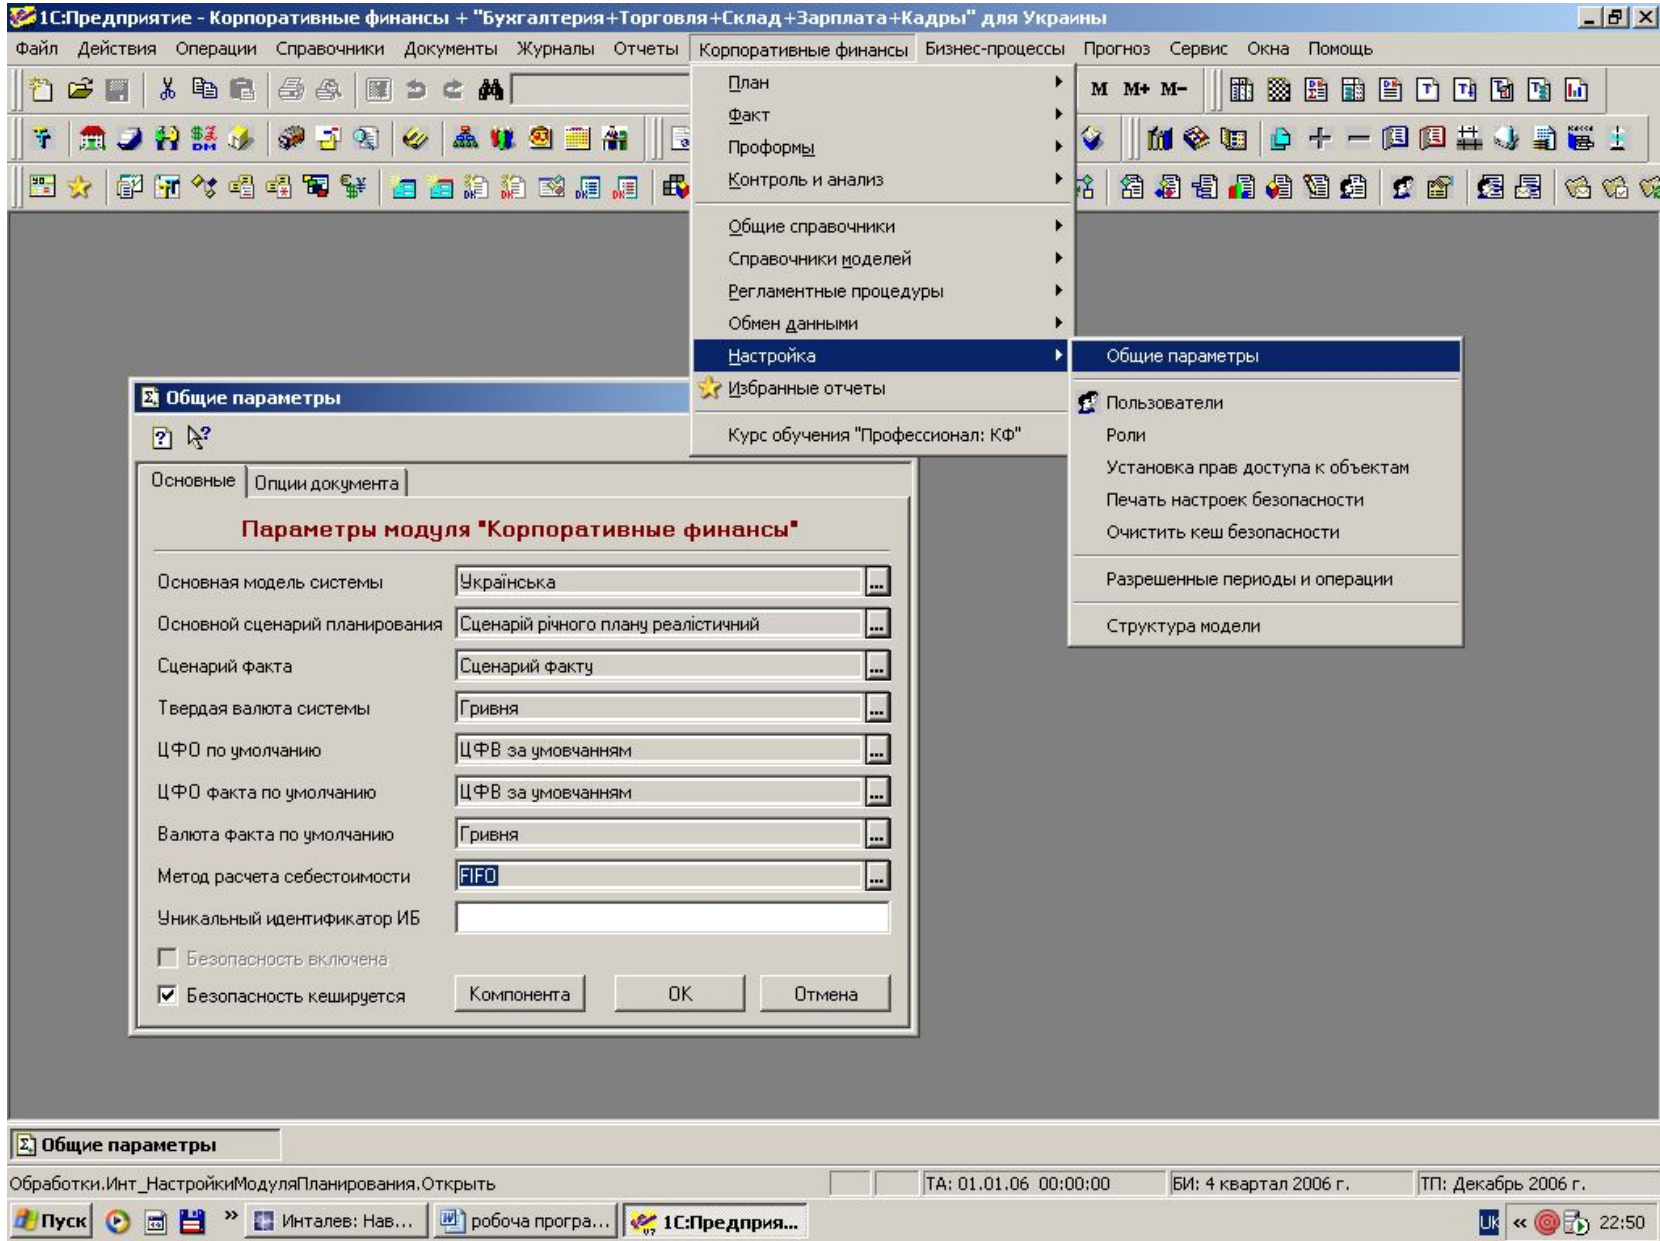 1С:Предприятие - Корпоративные финансы + "Бухгалтерия+Торговля+Склад+Зарплата+Кадры" для Украины
Файл Действия Операции Справочники Документы Журналы Отчеты Корпоративные финансы Бизнес-процессы Прогноз Сервис Окна Помощь
M M+ M-
План
Факт
Проформы
Контроль и анализ
Общие справочники
Справочники моделей
Регламентные процедуры
Обмен данными
Настройка
Избранные отчеты
Курс обучения "Профессионал: КФ"
Общие параметры
Пользователи
Роли
Установка прав доступа к объектам
Печать настроек безопасности
Очистить кеш безопасности
Разрешенные периоды и операции
Структура модели
Общие параметры
Основные Опции документа
Параметры модуля "Корпоративные финансы"
Основная модель системы Українська
Основной сценарий планирования Сценарій річного плану реалістичний
Сценарий факта Сценарий факту
Твердая валюта системы Гривня
ЦФО по умолчанию ЦФВ за умовчанням
ЦФО факта по умолчанию ЦФВ за умовчанням
Валюта факта по умолчанию Гривня
Метод расчета себестоимости FIFO
Уникальный идентификатор ИБ
Безопасность включена
Безопасность кешируется Компонента OK Отмена
Общие параметры
Обработки.Инт_НастройкиМодуляПланирования.Открыть ТА: 01.01.06 00:00:00 БИ: 4 квартал 2006 г. ТП: Декабрь 2006 г.
Пуск » Инталев: Нав... робоча програ... 1С:Предприя... UK « 22:50